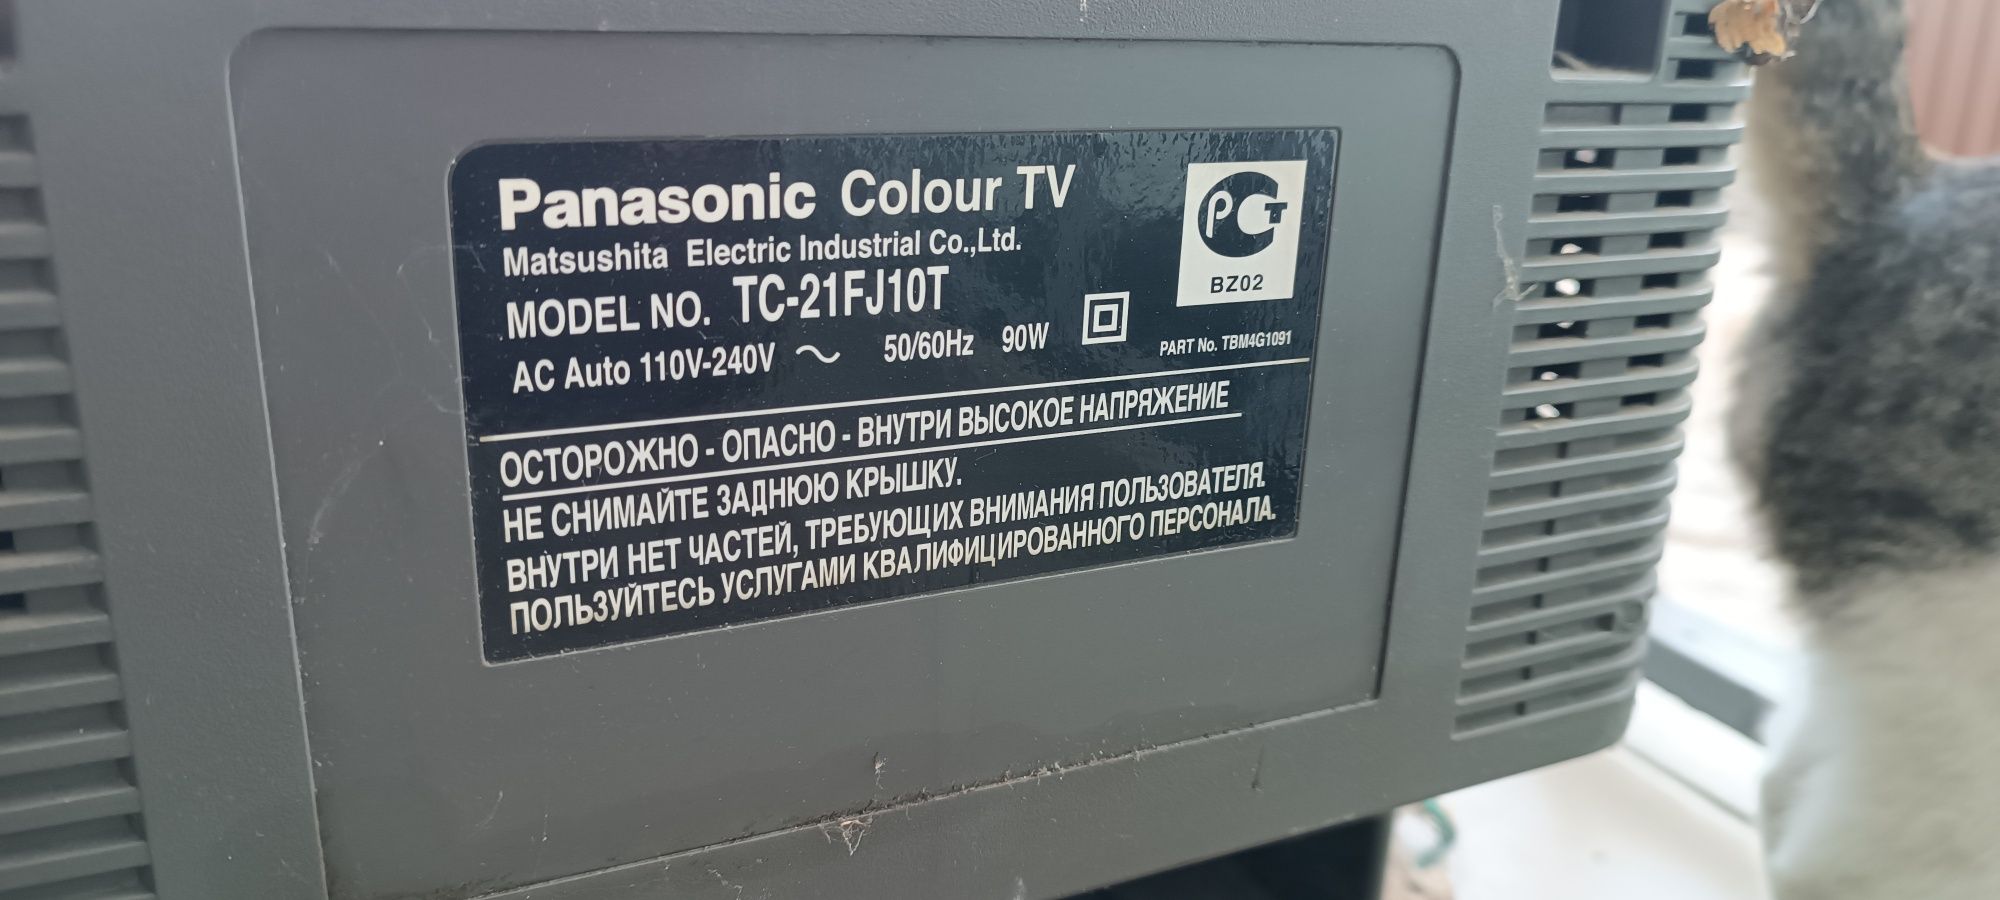 Panasonic Colour TV
Matsushita Electric Industrial Co.,Ltd.
MODEL NO. TC-21FJ10T
AC Auto 110V-240V ~ 50/60Hz 90W
РСТ
BZ02
PART No. TBM4G1091
ОСТОРОЖНО - ОПАСНО - ВНУТРИ ВЫСОКОЕ НАПРЯЖЕНИЕ
НЕ СНИМАЙТЕ ЗАДНЮЮ КРЫШКУ.
ВНУТРИ НЕТ ЧАСТЕЙ, ТРЕБУЮЩИХ ВНИМАНИЯ ПОЛЬЗОВАТЕЛЯ.
ПОЛЬЗУЙТЕСЬ УСЛУГАМИ КВАЛИФИЦИРОВАННОГО ПЕРСОНАЛА.